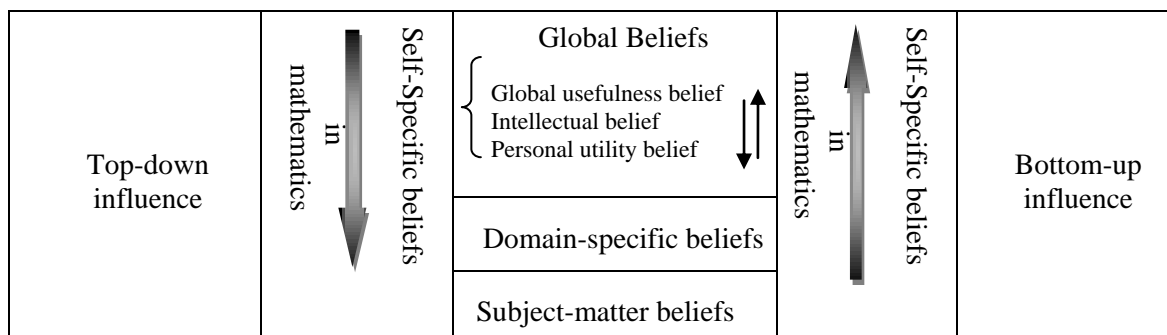 Top-down
influence
Self-Specific beliefs
in
mathematics
Global Beliefs
Global usefulness belief
Intellectual belief
Personal utility belief
Domain-specific beliefs
Subject-matter beliefs
Self-Specific beliefs
in
mathematics
Bottom-up
influence